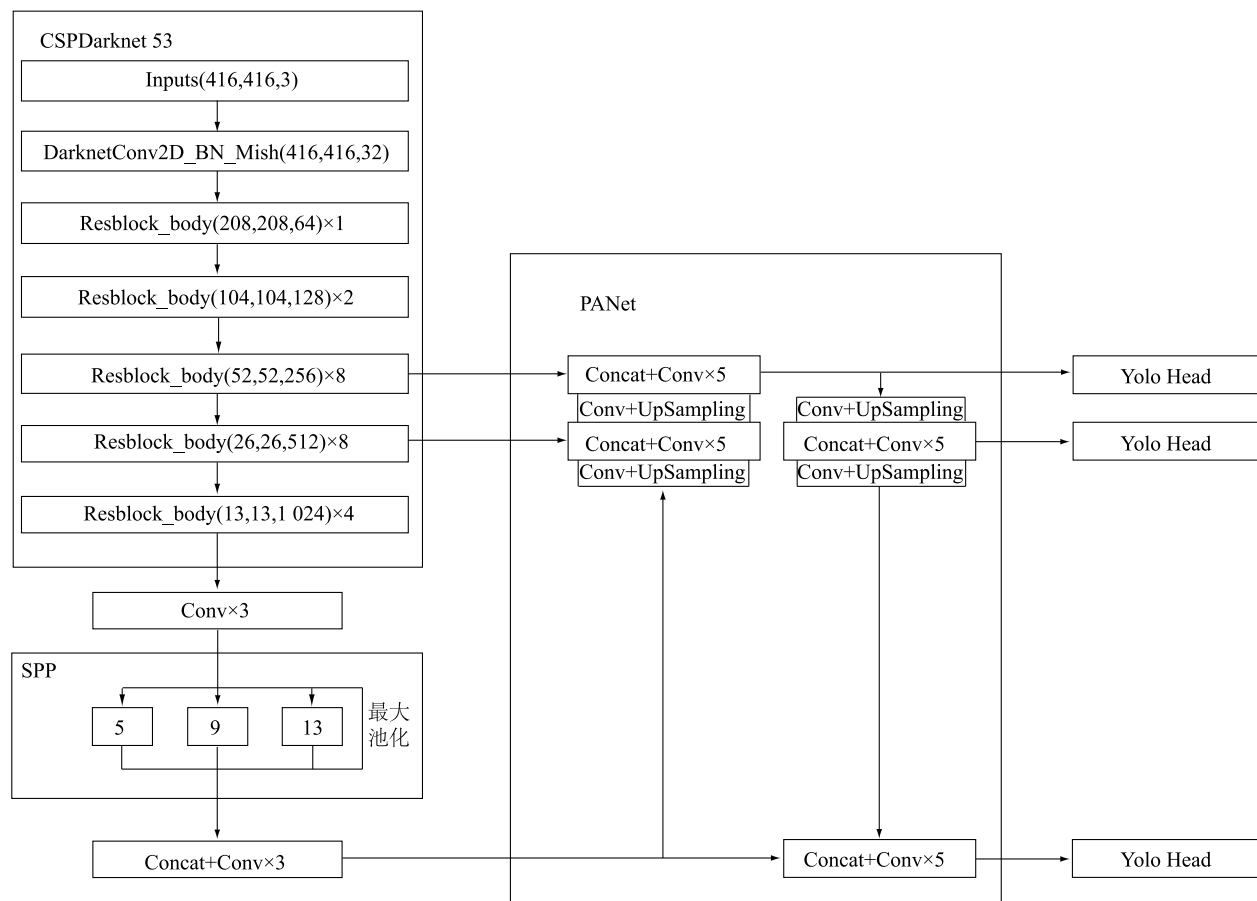 CSPDarknet 53
Inputs(416,416,3)
DarknetConv2D_BN_Mish(416,416,32)
Resblock_body(208,208,64)×1
Resblock_body(104,104,128)×2
Resblock_body(52,52,256)×8
Resblock_body(26,26,512)×8
Resblock_body(13,13,1 024)×4
Conv×3
SPP
5
9
13
最大
池化
Concat+Conv×3
PANet
Concat+Conv×5
Conv+UpSampling
Concat+Conv×5
Conv+UpSampling
Conv+UpSampling
Concat+Conv×5
Conv+UpSampling
Concat+Conv×5
Yolo Head
Yolo Head
Yolo Head